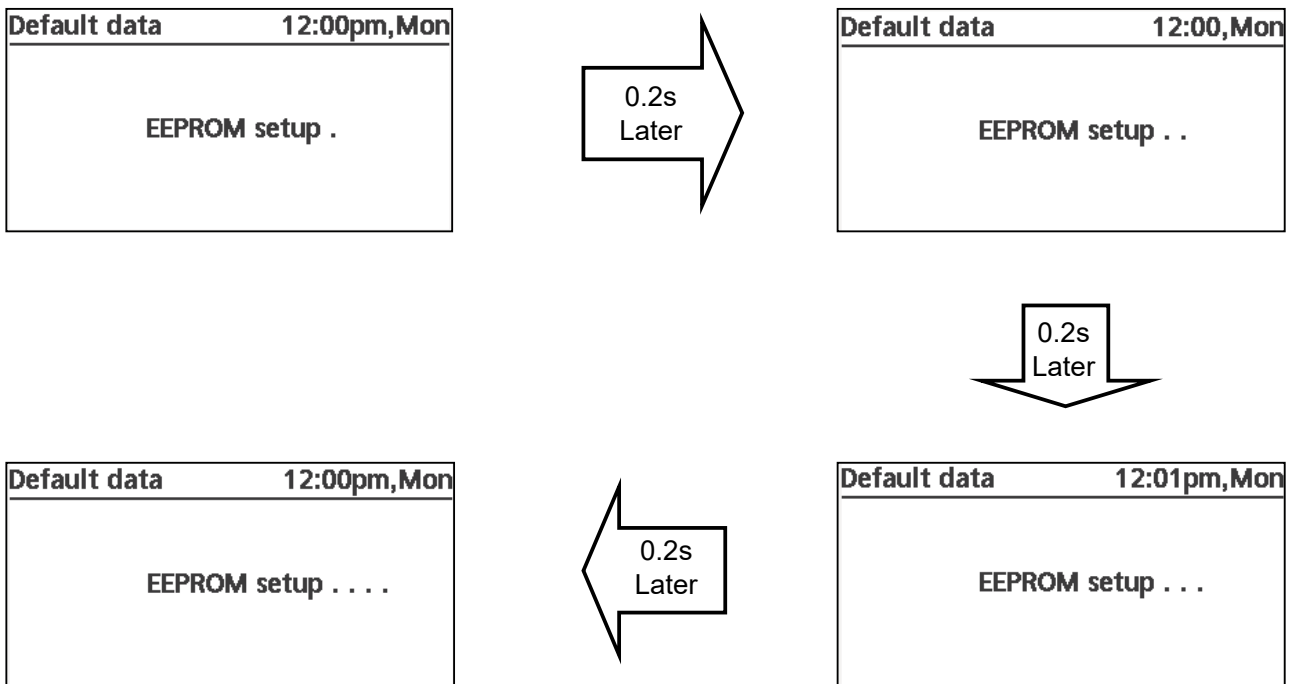 Default data 12:00pm,Mon
EEPROM setup .
0.2s
Later
Default data 12:00,Mon
EEPROM setup . .
0.2s
Later
Default data 12:01pm,Mon
EEPROM setup . . .
0.2s
Later
Default data 12:00pm,Mon
EEPROM setup . . . .